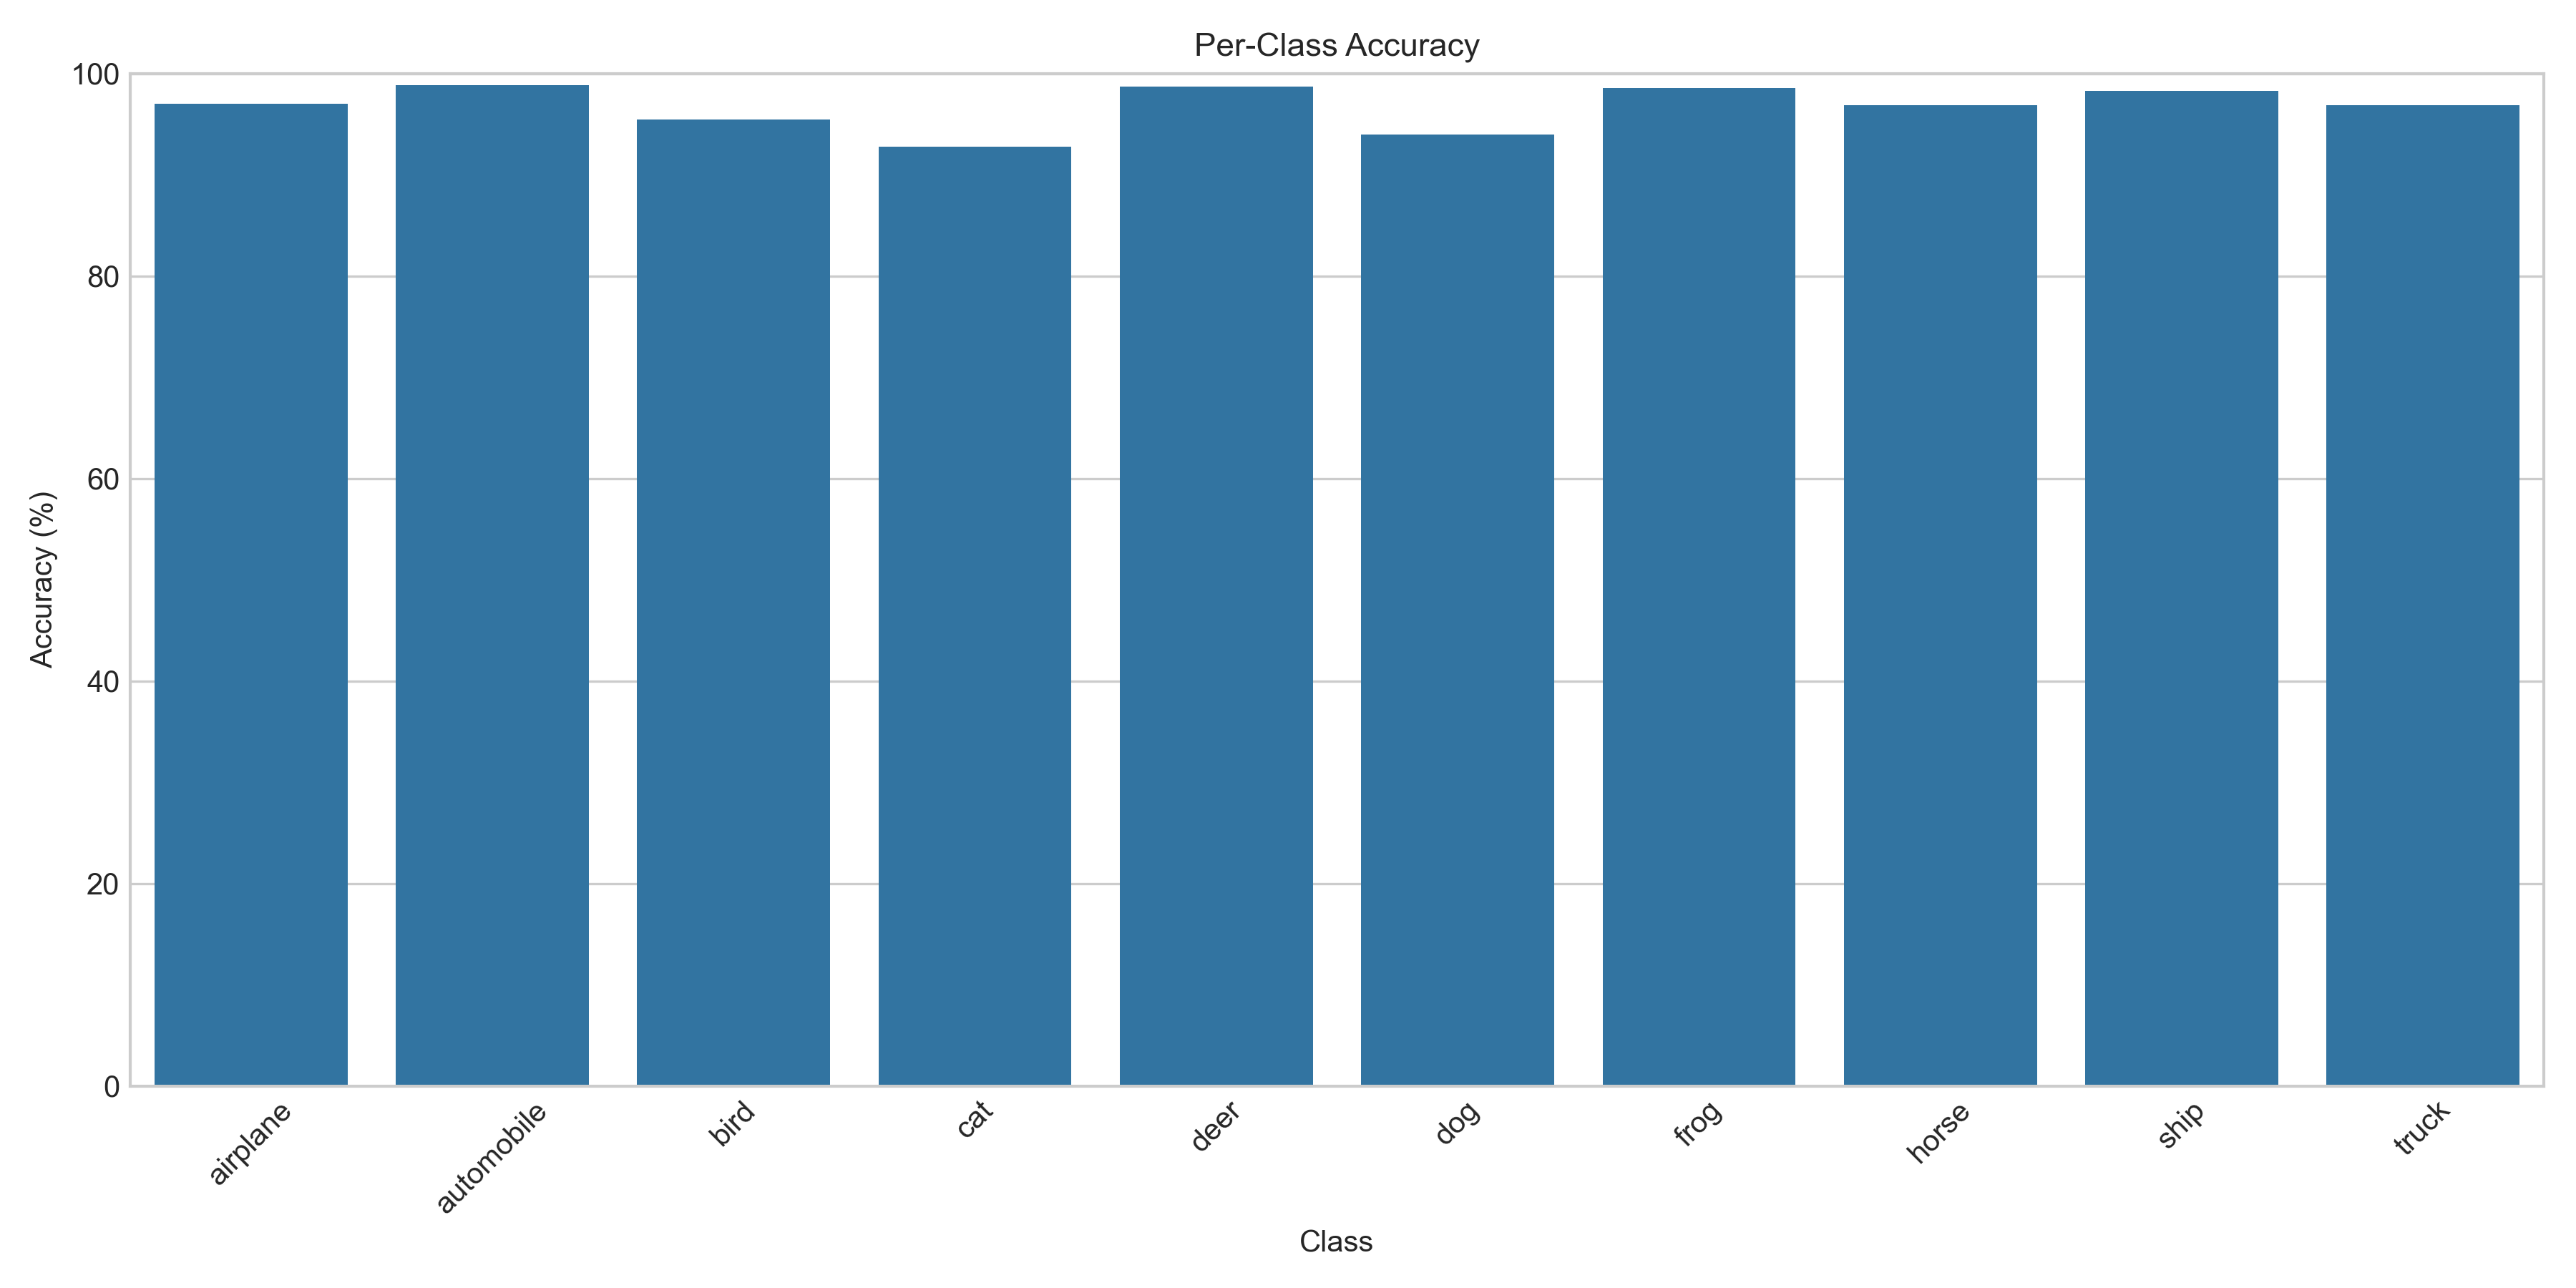 Per-Class Accuracy
100
80
60
40
20
0
Accuracy (%)
airplane
automobile
bird
cat
deer
dog
frog
horse
ship
truck
Class